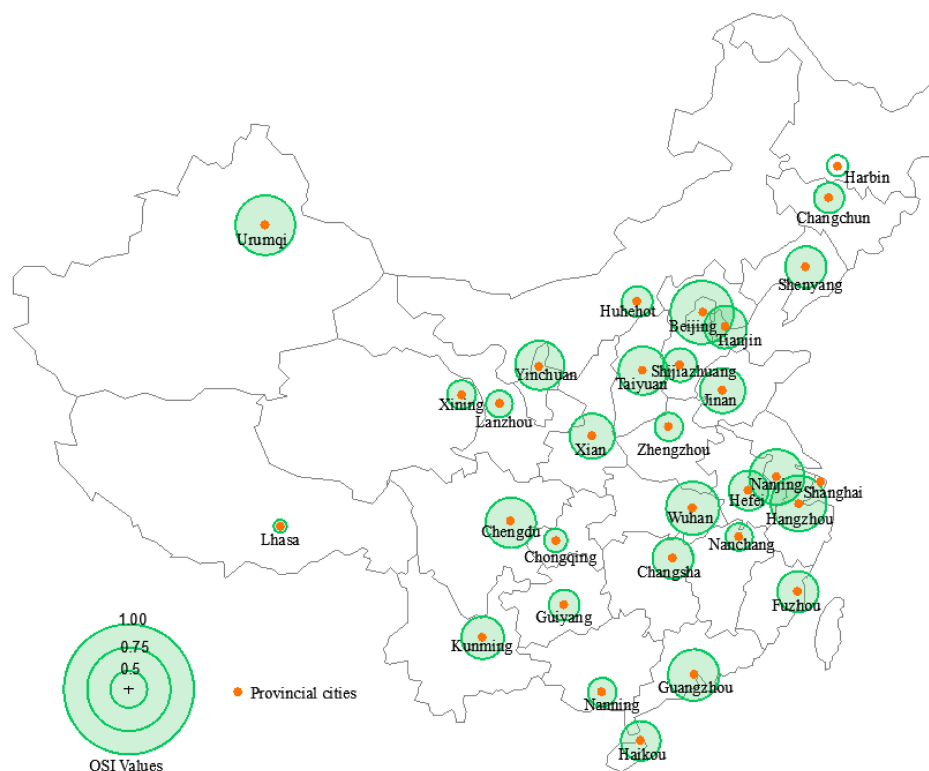 Harbin
Changchun
Urumqi
Shenyang
Huhehot
Beijing
Tianjin
Shijiazhuang
Yinchuan
Taiyuan
Jinan
Xining
Lanzhou
Xian
Zhengzhou
Nanjing
Shanghai
Hefei
Hangzhou
Wuhan
Lhasa
Chengdu
Nanchang
Chongqing
Changsha
Fuzhou
Guiyang
1.00
Kunming
0.75
0.5
Guangzhou
Provincial cities
Nanning
Haikou
QSI Values